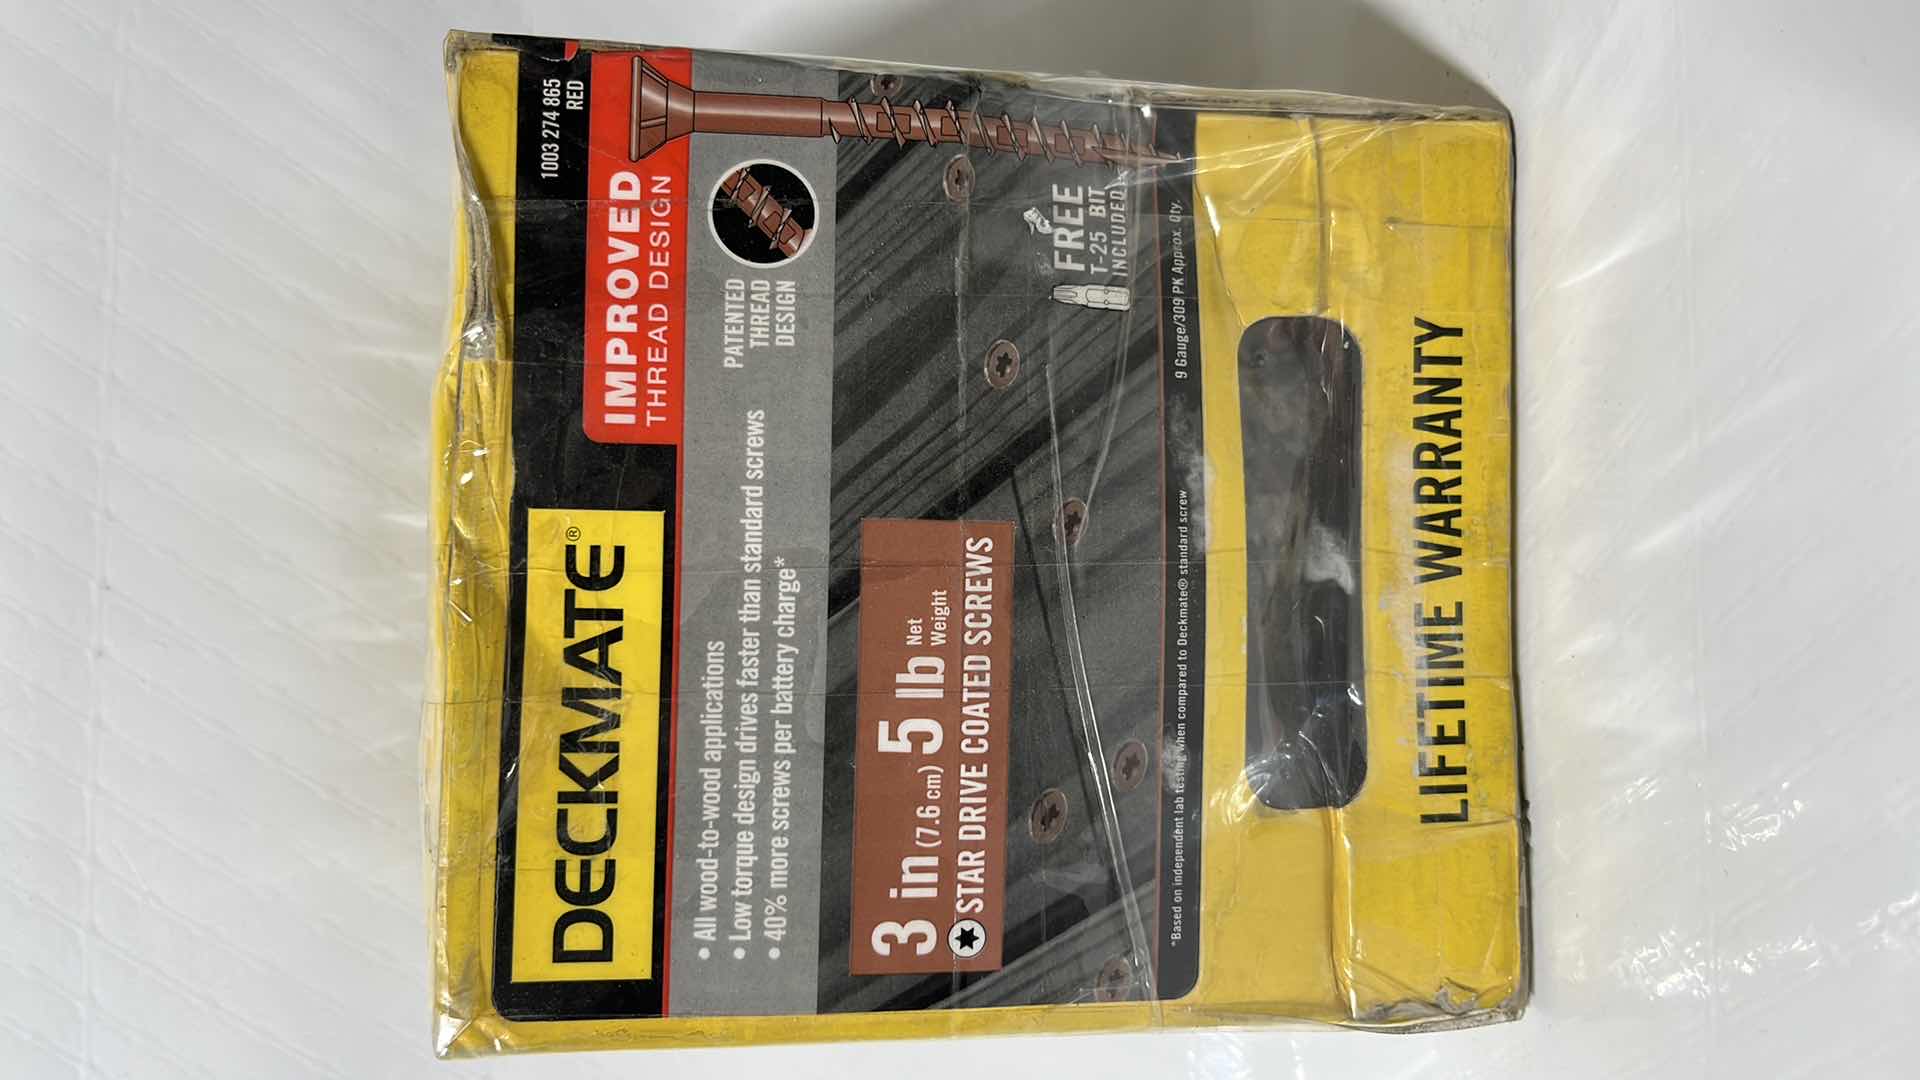 1003 274 865
RED
IMPROVED
THREAD DESIGN
DECKMATE®
• All wood-to-wood applications
• Low torque design drives faster than standard screws
• 40% more screws per battery charge*
PATENTED
THREAD
DESIGN
3 in (7.6 cm) 5 lb Net Weight
STAR DRIVE COATED SCREWS
FREE
T-25 BIT
INCLUDED
*Based on independent lab testing when compared to Deckmate® standard screw
9 Gauge/309 PK Approx. Qty.
LIFETIME WARRANTY